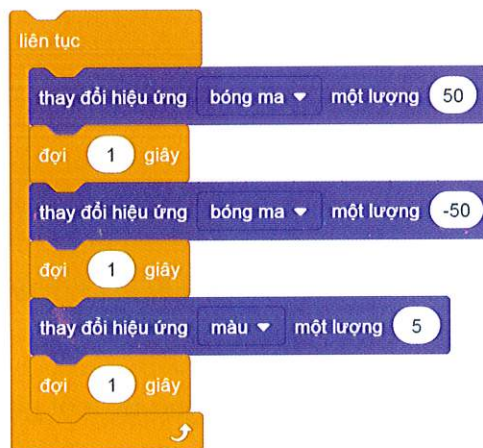 liên tục
thay đổi hiệu ứng bóng ma một lượng 50
đợi 1 giây
thay đổi hiệu ứng bóng ma một lượng -50
đợi 1 giây
thay đổi hiệu ứng màu một lượng 5
đợi 1 giây